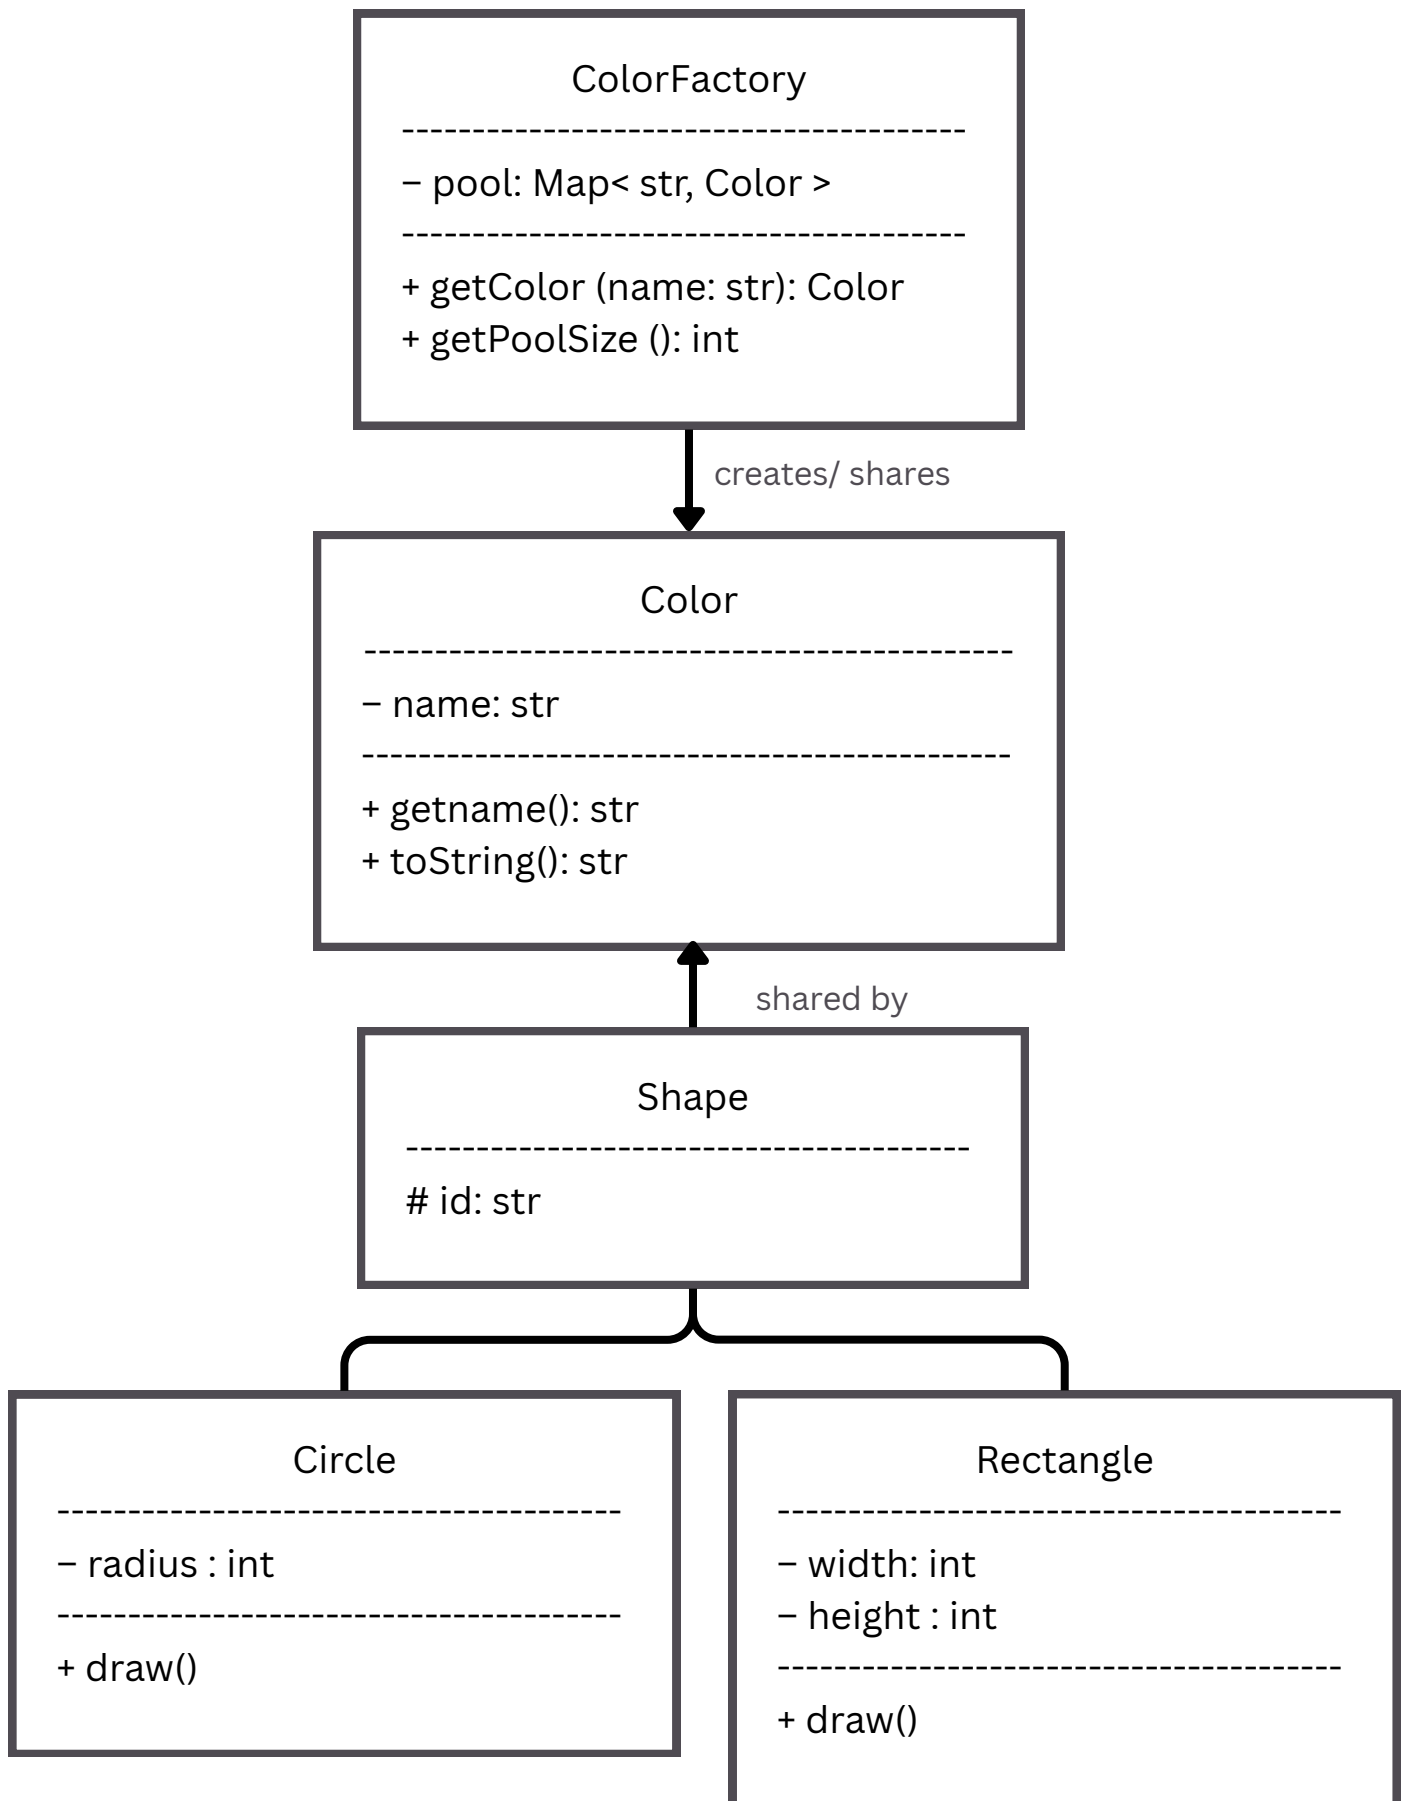 ColorFactory
----------------------------------------
– pool: Map< str, Color >
----------------------------------------
+ getColor (name: str): Color
+ getPoolSize (): int
creates/ shares
Color
----------------------------------------------
– name: str
----------------------------------------------
+ getname(): str
+ toString(): str
shared by
Shape
----------------------------------------
# id: str
Circle
----------------------------------------
– radius : int
----------------------------------------
+ draw()
Rectangle
----------------------------------------
– width: int
– height : int
----------------------------------------
+ draw()